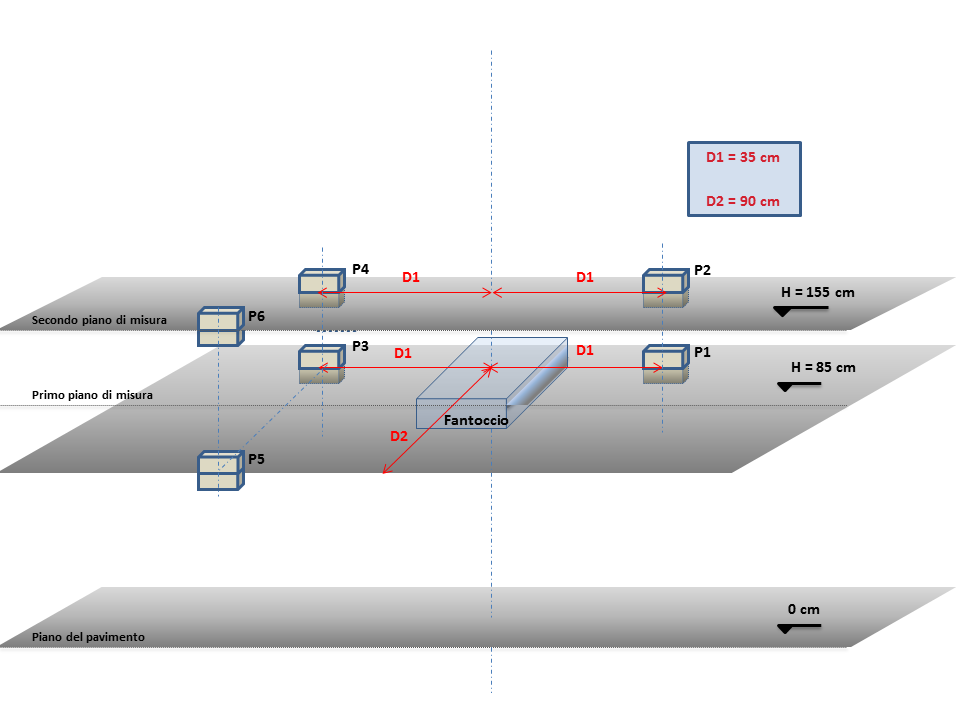 D1 = 35 cm
D2 = 90 cm
P4
P2
D1
D1
H = 155 cm
P6
Secondo piano di misura
P3
D1
D1
P1
H = 85 cm
Primo piano di misura
Fantoccio
D2
P5
0 cm
Piano del pavimento